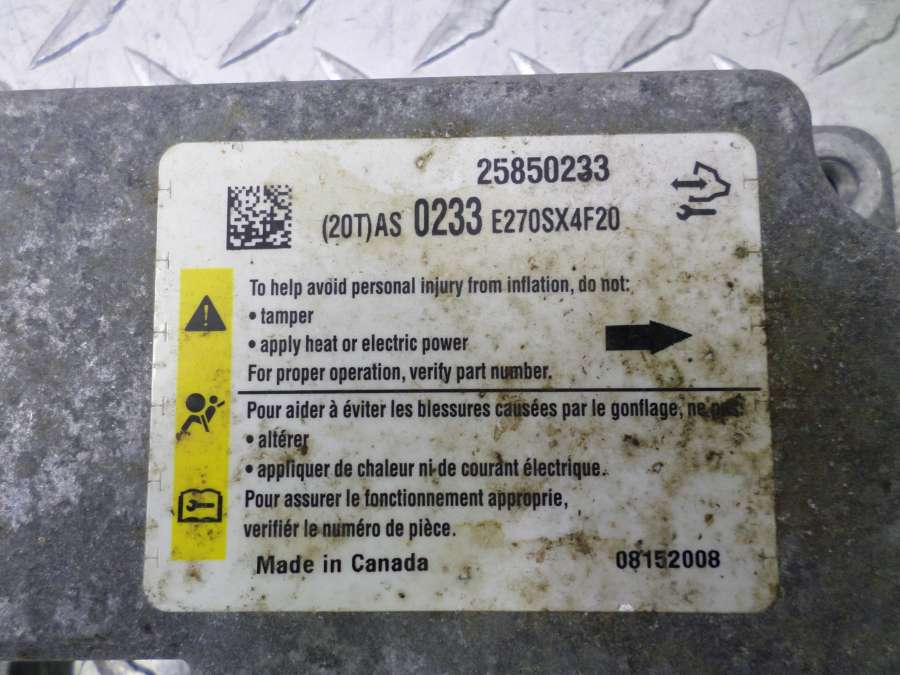 25850233
(20T)AS 0233 E270SX4F20
To help avoid personal injury from inflation, do not:
• tamper
• apply heat or electric power
For proper operation, verify part number.
Pour aider à éviter les blessures causées par le gonflage, ne pas:
• altérer
• appliquer de chaleur ni de courant électrique.
Pour assurer le fonctionnement approprie,
verifiér le numéro de pièce.
Made in Canada 08152008